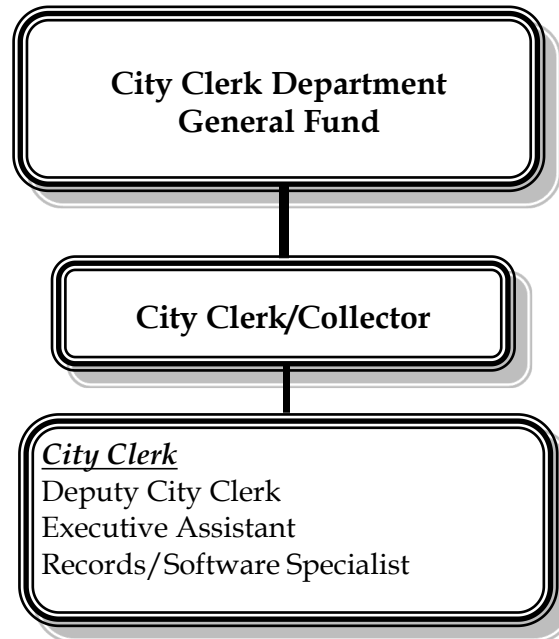 City Clerk Department
General Fund
City Clerk/Collector
City Clerk
Deputy City Clerk
Executive Assistant
Records/Software Specialist